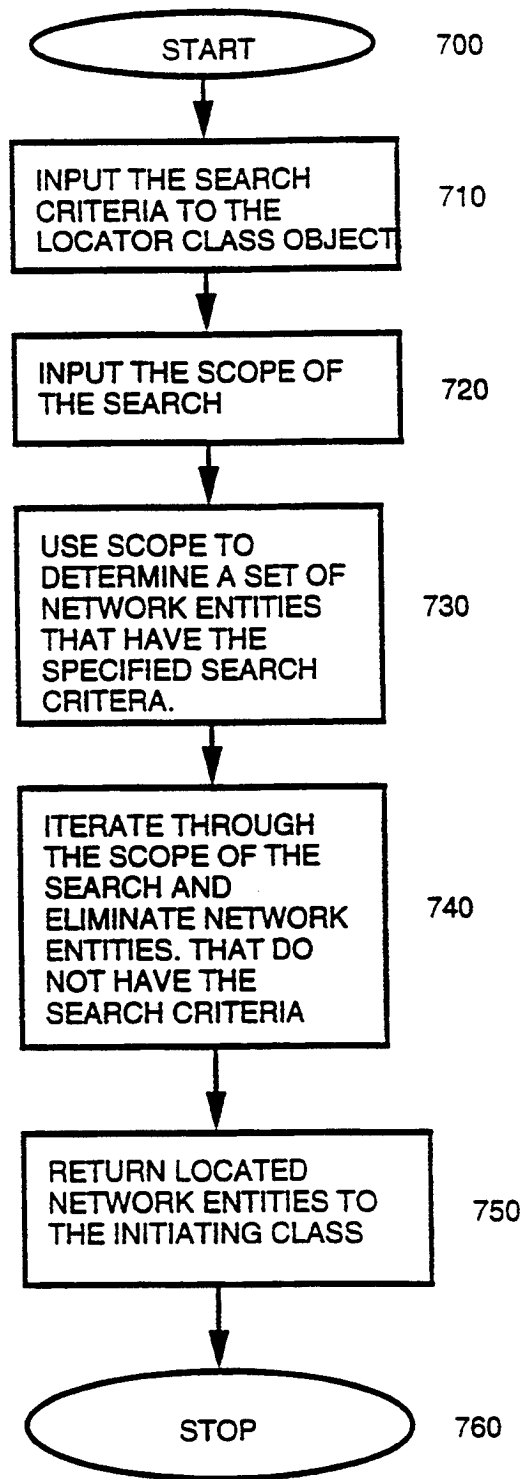 START
700
INPUT THE SEARCH
CRITERIA TO THE
LOCATOR CLASS OBJECT
710
INPUT THE SCOPE OF
THE SEARCH
720
USE SCOPE TO
DETERMINE A SET OF
NETWORK ENTITIES
THAT HAVE THE
SPECIFIED SEARCH
CRITERA.
730
ITERATE THROUGH
THE SCOPE OF THE
SEARCH AND
ELIMINATE NETWORK
ENTITIES. THAT DO
NOT HAVE THE
SEARCH CRITERIA
740
RETURN LOCATED
NETWORK ENTITIES TO
THE INITIATING CLASS
750
STOP
760